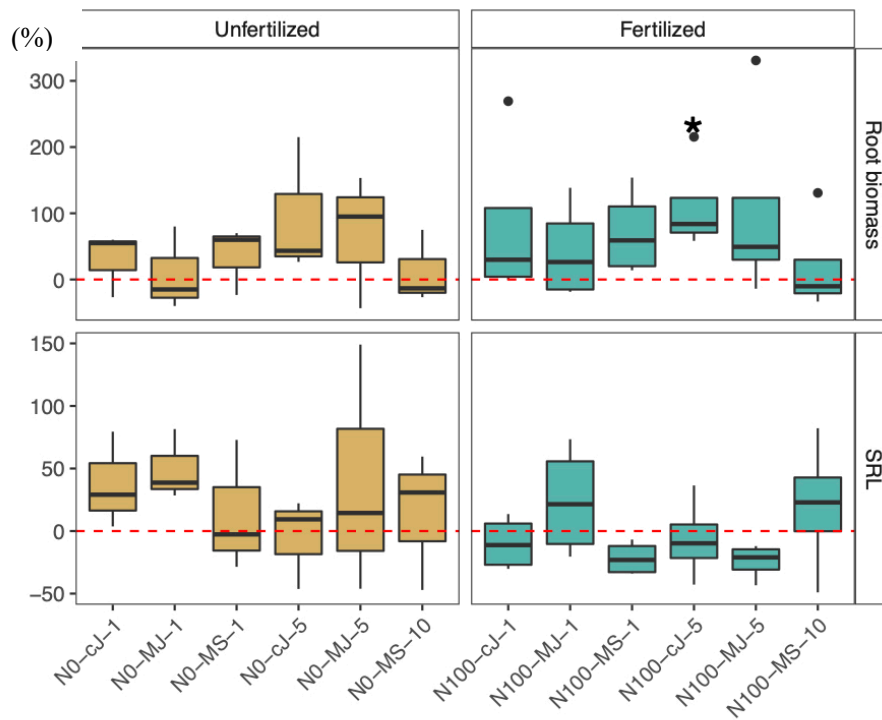 (%)
Unfertilized
Fertilized
300
200
100
0
Root biomass
*
150
100
50
0
−50
SRL
N0−cJ−1
N0−MJ−1
N0−MS−1
N0−cJ−5
N0−MJ−5
N0−MS−10
N100−cJ−1
N100−MJ−1
N100−MS−1
N100−cJ−5
N100−MJ−5
N100−MS−10